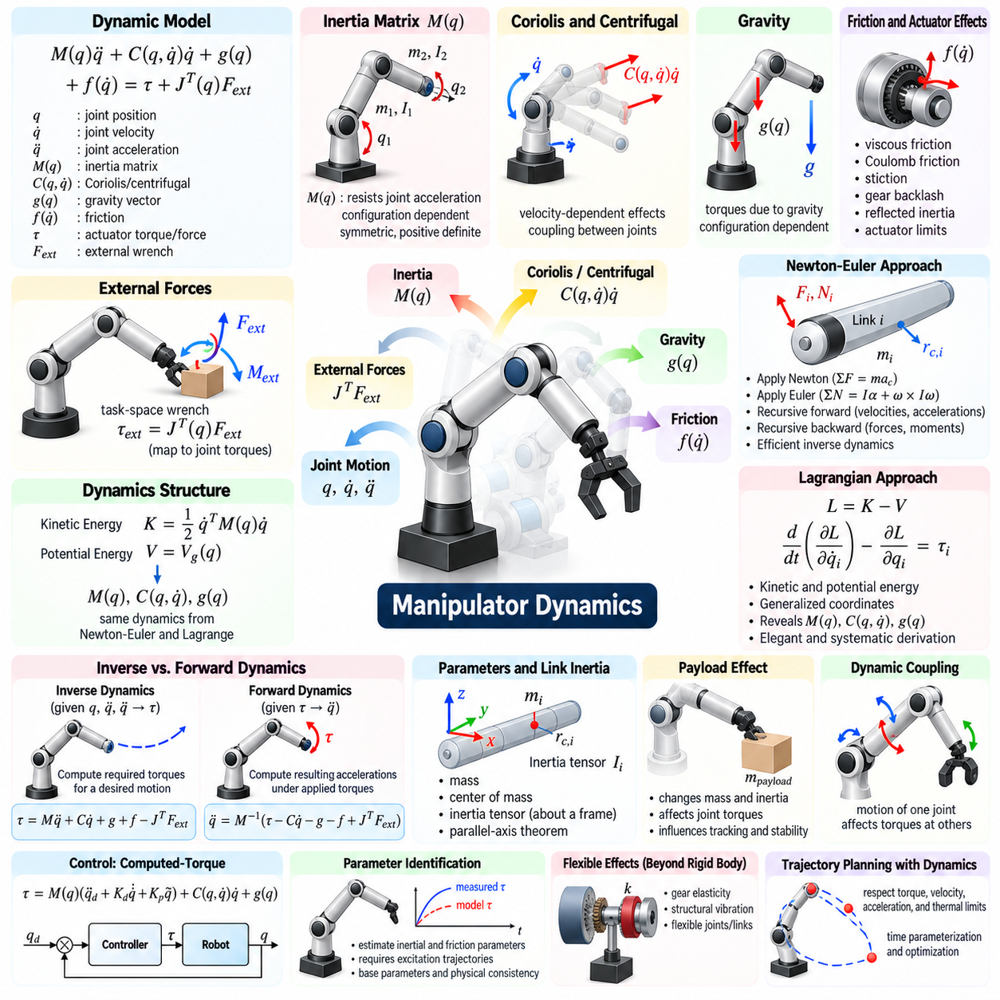 Dynamic Model
M(q)q̈ + C(q, q̇)q̇ + g(q)
+ f(q̇) = τ + Jᵀ(q)F_ext
q : joint position
q̇ : joint velocity
q̈ : joint acceleration
M(q) : inertia matrix
C(q, q̇) : Coriolis/centrifugal
g(q) : gravity vector
f(q̇) : friction
τ : actuator torque/force
F_ext : external wrench
Inertia Matrix M(q)
m₂, I₂
q₂
m₁, I₁
q₁
M(q) : resists joint acceleration
configuration dependent
symmetric, positive definite
Coriolis and Centrifugal
q̇
C(q, q̇)q̇
velocity-dependent effects
coupling between joints
Gravity
g(q)
g
torques due to gravity
configuration dependent
Friction and Actuator Effects
f(q̇)
• viscous friction
• Coulomb friction
• stiction
• gear backlash
• reflected inertia
• actuator limits
External Forces
F_ext
M_ext
task-space wrench
τ_ext = Jᵀ(q)F_ext
(map to joint torques)
Inertia
M(q)
Coriolis / Centrifugal
C(q, q̇)q̇
Gravity
g(q)
External Forces
JᵀF_ext
Friction
f(q̇)
Joint Motion
q, q̇, q̈
Manipulator Dynamics
Newton-Euler Approach
F_i, N_i
Link i
m_i
r_c,i
• Apply Newton (ΣF = ma_c)
• Apply Euler (ΣN = Iα + ω × Iω)
• Recursive forward (velocities, accelerations)
• Recursive backward (forces, moments)
• Efficient inverse dynamics
Dynamics Structure
Kinetic Energy K = 1/2 q̇ᵀM(q)q̇
Potential Energy V = V_g(q)
M(q), C(q, q̇), g(q)
same dynamics from
Newton-Euler and Lagrange
Lagrangian Approach
L = K − V
d/dt (∂L/∂q̇_i) − ∂L/∂q_i = τ_i
• Kinetic and potential energy
• Generalized coordinates
• Reveals M(q), C(q, q̇), g(q)
• Elegant and systematic derivation
Inverse vs. Forward Dynamics
Inverse Dynamics
(given q, q̈, q̈ → τ)
Compute required torques
for a desired motion
τ = Mq̈ + Cq̇ + g + f − JᵀF_ext
Forward Dynamics
(given τ → q̈)
τ
Compute resulting accelerations
under applied torques
q̈ = M⁻¹(τ − Cq̇ − g − f + JᵀF_ext)
Parameters and Link Inertia
z
y
x
m_i
r_c,i
Inertia tensor I_i
• mass
• center of mass
• inertia tensor (about a frame)
• parallel-axis theorem
Payload Effect
m_payload
• changes mass and inertia
• affects joint torques
• influences tracking and stability
Dynamic Coupling
motion of one joint
affects torques at others
Control: Computed-Torque
τ = M(q)(q̈_d + K_d q̃̇ + K_p q̃) + C(q, q̇)q̇ + g(q)
q_d
Controller
τ
Robot
q
Parameter Identification
measured τ
model τ
t
• estimate inertial and friction parameters
• requires excitation trajectories
• base parameters and physical consistency
Flexible Effects (Beyond Rigid Body)
k
• gear elasticity
• structural vibration
• flexible joints/links
Trajectory Planning with Dynamics
respect torque, velocity,
acceleration, and thermal limits
time parameterization
and optimization